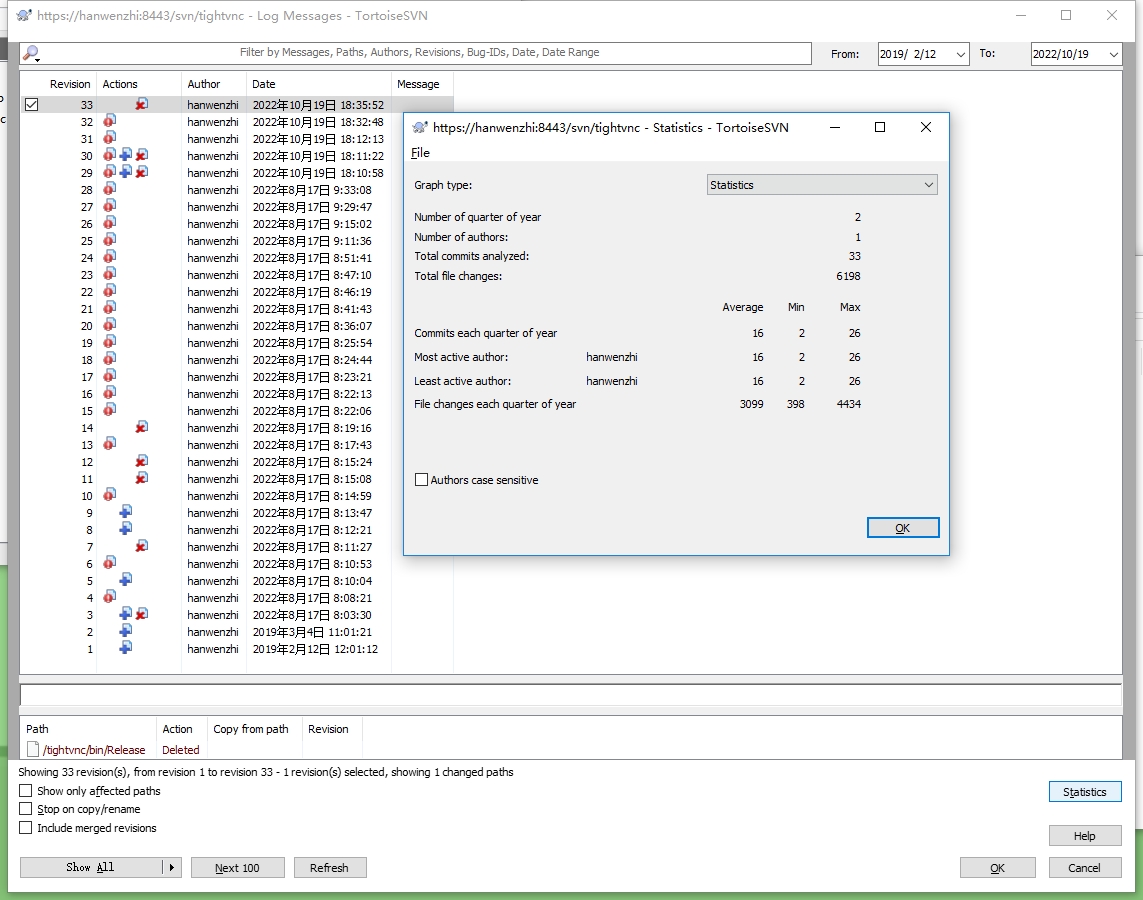 https://hanwenzhi:8443/svn/tightvnc - Log Messages - TortoiseSVN
Filter by Messages, Paths, Authors, Revisions, Bug-IDs, Date, Date Range
From: 2019/ 2/12 To: 2022/10/19
Revision Actions Author Date Message
33 hanwenzhi 2022年10月19日 18:35:52
32 hanwenzhi 2022年10月19日 18:32:48
31 hanwenzhi 2022年10月19日 18:12:13
30 hanwenzhi 2022年10月19日 18:11:22
29 hanwenzhi 2022年10月19日 18:10:58
28 hanwenzhi 2022年8月17日 9:33:08
27 hanwenzhi 2022年8月17日 9:29:47
26 hanwenzhi 2022年8月17日 9:15:02
25 hanwenzhi 2022年8月17日 9:11:36
24 hanwenzhi 2022年8月17日 8:51:41
23 hanwenzhi 2022年8月17日 8:47:10
22 hanwenzhi 2022年8月17日 8:46:19
21 hanwenzhi 2022年8月17日 8:41:43
20 hanwenzhi 2022年8月17日 8:36:07
19 hanwenzhi 2022年8月17日 8:25:54
18 hanwenzhi 2022年8月17日 8:24:44
17 hanwenzhi 2022年8月17日 8:23:21
16 hanwenzhi 2022年8月17日 8:22:13
15 hanwenzhi 2022年8月17日 8:22:06
14 hanwenzhi 2022年8月17日 8:19:16
13 hanwenzhi 2022年8月17日 8:17:43
12 hanwenzhi 2022年8月17日 8:15:24
11 hanwenzhi 2022年8月17日 8:15:08
10 hanwenzhi 2022年8月17日 8:14:59
9 hanwenzhi 2022年8月17日 8:13:47
8 hanwenzhi 2022年8月17日 8:12:21
7 hanwenzhi 2022年8月17日 8:11:27
6 hanwenzhi 2022年8月17日 8:10:53
5 hanwenzhi 2022年8月17日 8:10:04
4 hanwenzhi 2022年8月17日 8:08:21
3 hanwenzhi 2022年8月17日 8:03:30
2 hanwenzhi 2019年3月4日 11:01:21
1 hanwenzhi 2019年2月12日 12:01:12
https://hanwenzhi:8443/svn/tightvnc - Statistics - TortoiseSVN
File
Graph type: Statistics
Number of quarter of year 2
Number of authors: 1
Total commits analyzed: 33
Total file changes: 6198
Average Min Max
Commits each quarter of year 16 2 26
Most active author: hanwenzhi 16 2 26
Least active author: hanwenzhi 16 2 26
File changes each quarter of year 3099 398 4434
Authors case sensitive
OK
Path Action Copy from path Revision
/tightvnc/bin/Release Deleted
Showing 33 revision(s), from revision 1 to revision 33 - 1 revision(s) selected, showing 1 changed paths
Show only affected paths
Statistics
Stop on copy/rename
Include merged revisions
Help
Show All Next 100 Refresh OK Cancel